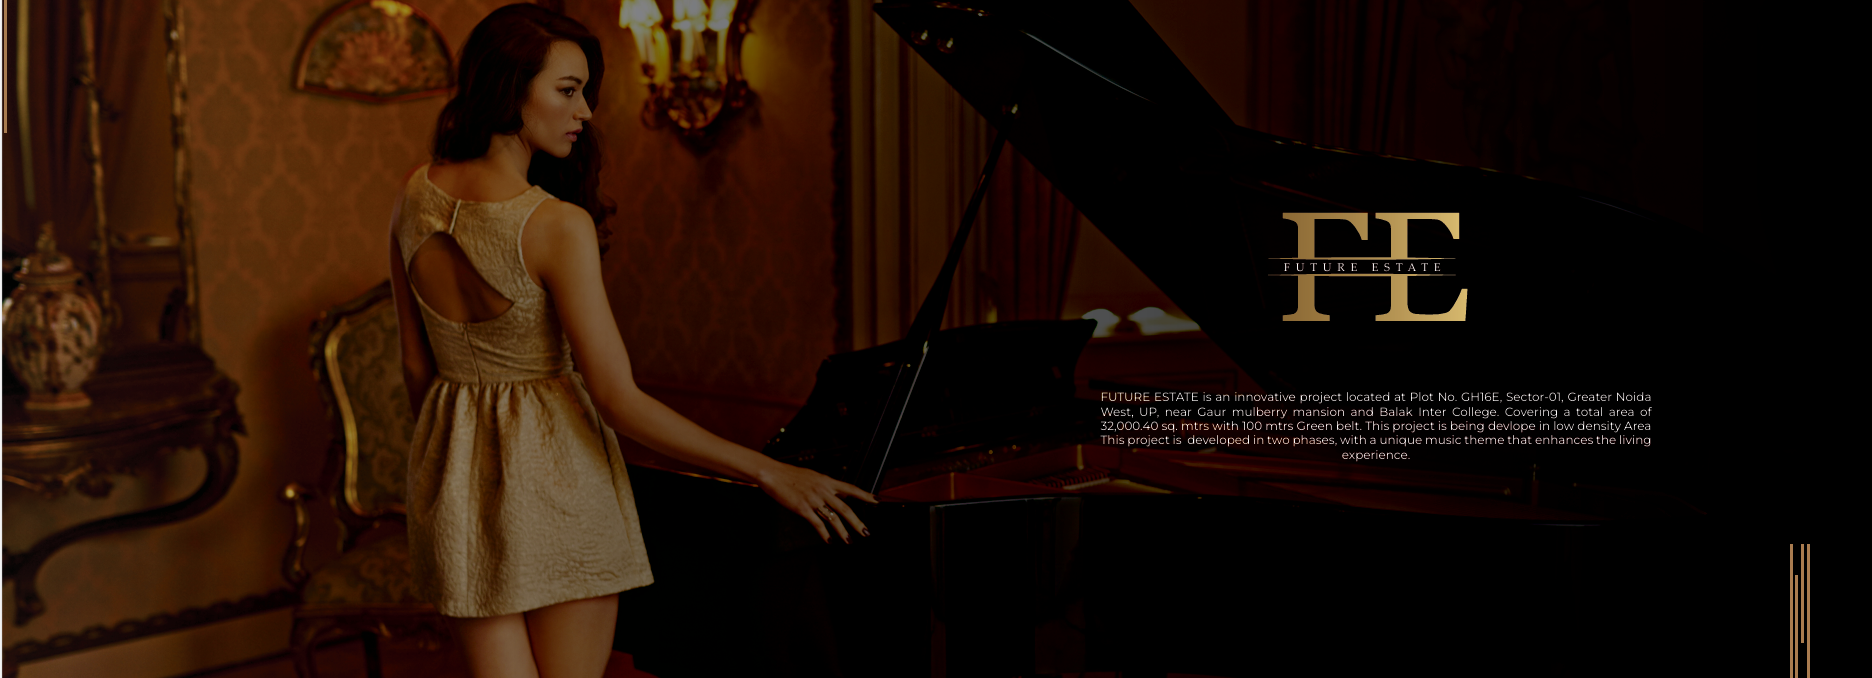 FE
FUTURE ESTATE
FUTURE ESTATE is an innovative project located at Plot No. GH16E, Sector-01, Greater Noida
West, UP, near Gaur mulberry mansion and Balak Inter College. Covering a total area of
32,000.40 sq. mtrs with 100 mtrs Green belt. This project is being devlope in low density Area
This project is  developed in two phases, with a unique music theme that enhances the living
experience.